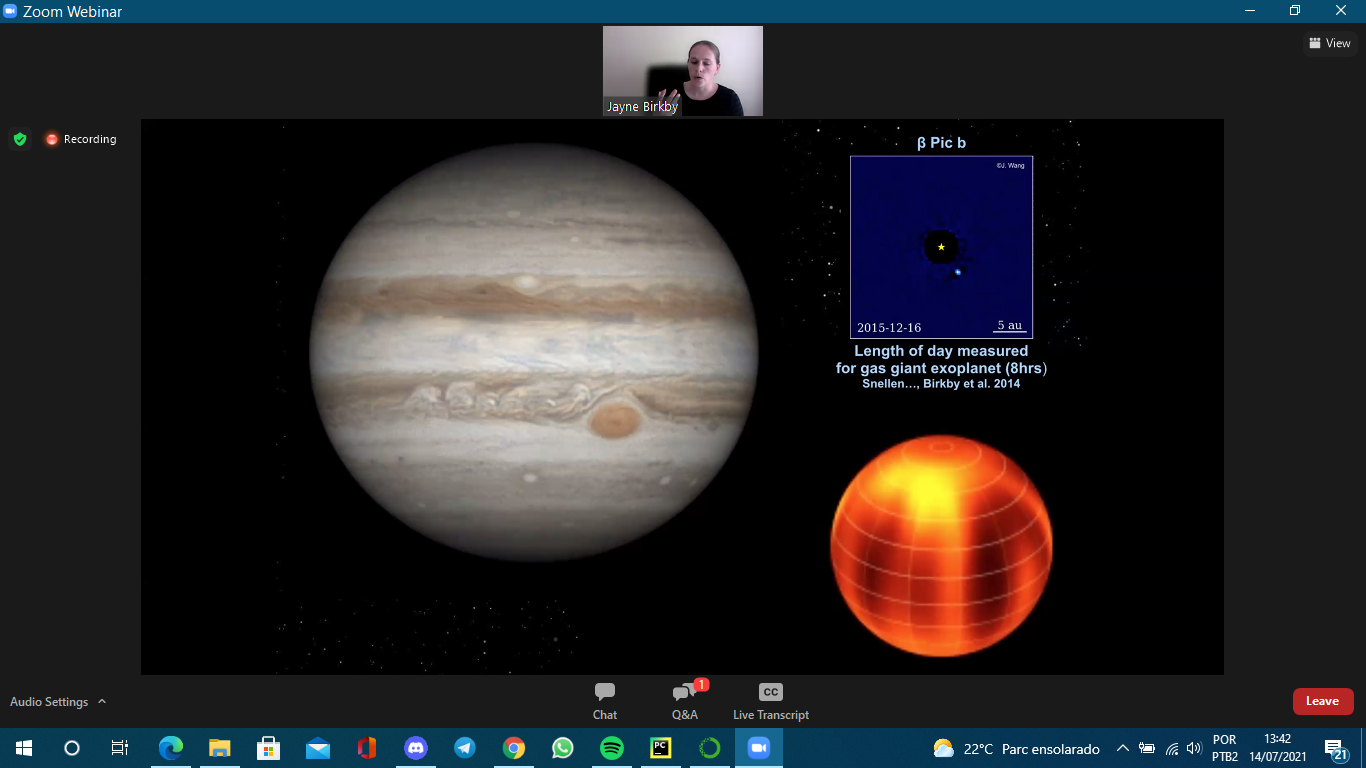 Zoom Webinar
View
Jayne Birkby
Recording
β Pic b
©J. Wang
2015-12-16
5 au
Length of day measured
for gas giant exoplanet (8hrs)
Snellen..., Birkby et al. 2014
Audio Settings
Chat
1
Q&A
CC
Live Transcript
Leave
PC
22°C Parc ensolarado
POR
PTB2
13:42
14/07/2021
21